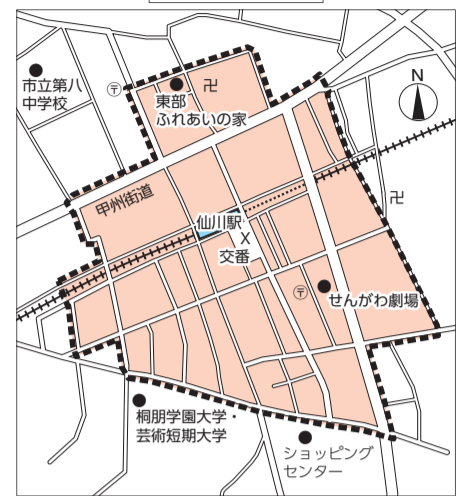 市立第八
中学校
〒
東部
ふれあいの家
卍
N
甲州街道
仙川駅
X
交番
卍
〒
せんがわ劇場
桐朋学園大学・
芸術短期大学
ショッピング
センター